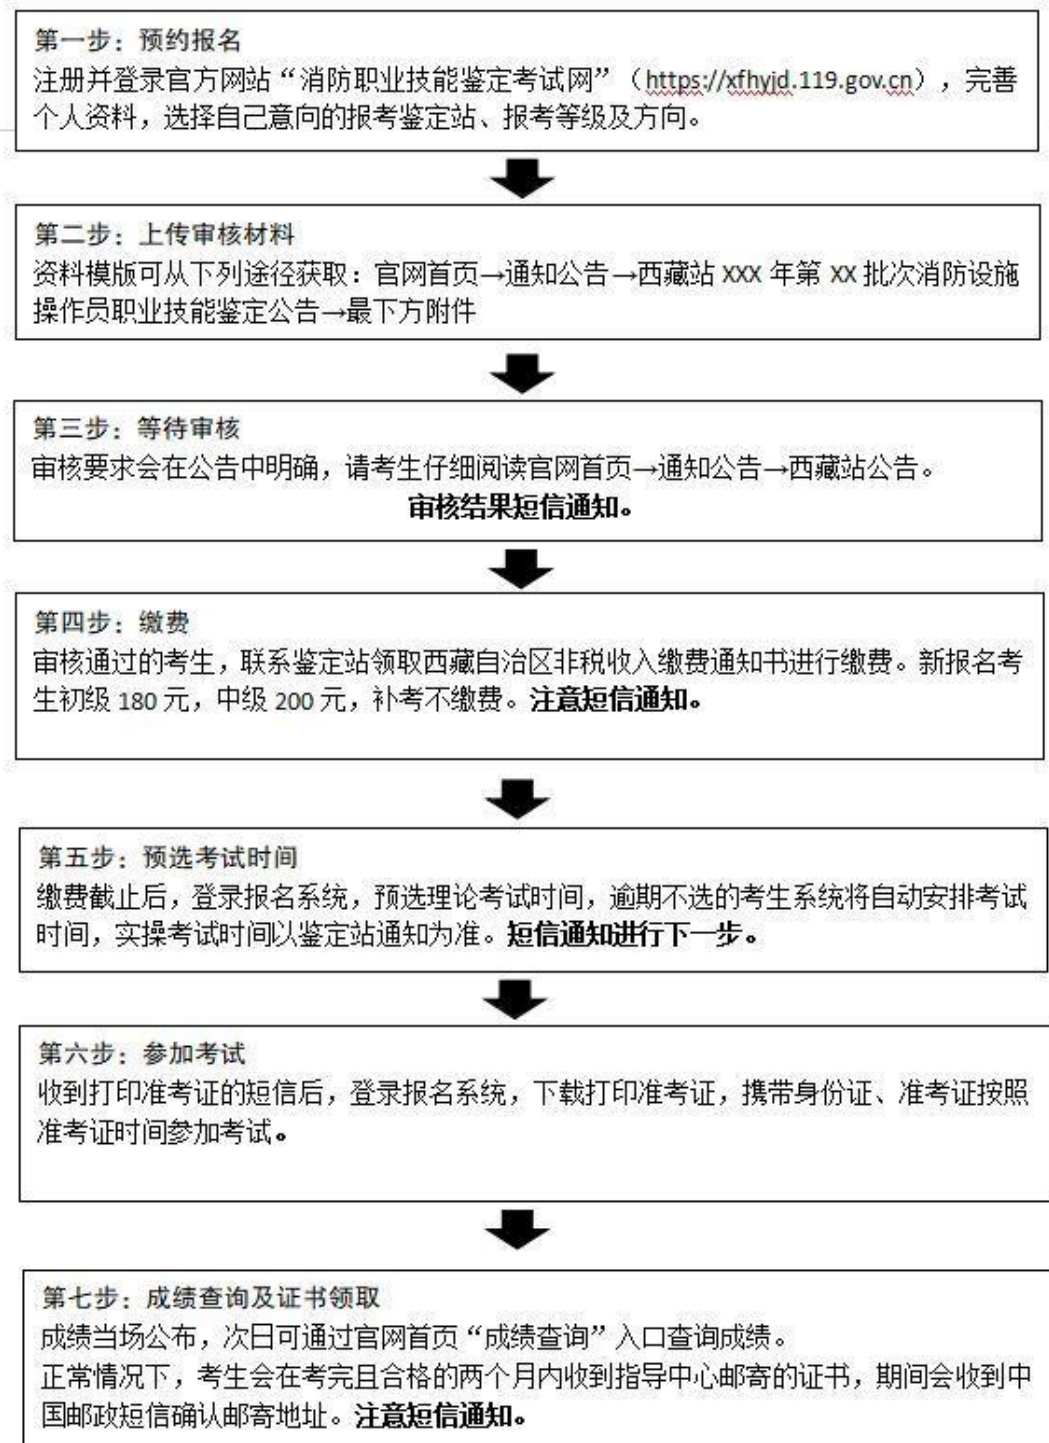 第一步：预约报名
注册并登录官方网站“消防职业技能鉴定考试网”（https://xfhyjd.119.gov.cn），完善
个人资料，选择自己意向的报考鉴定站、报考等级及方向。
第二步：上传审核材料
资料模版可从下列途径获取：官网首页→通知公告→西藏站 XXX 年第 XX 批次消防设施
操作员职业技能鉴定公告→最下方附件
第三步：等待审核
审核要求会在公告中明确，请考生仔细阅读官网首页→通知公告→西藏站公告。
审核结果短信通知。
第四步：缴费
审核通过的考生，联系鉴定站领取西藏自治区非税收入缴费通知书进行缴费。新报名考
生初级 180 元，中级 200 元，补考不缴费。注意短信通知。
第五步：预选考试时间
缴费截止后，登录报名系统，预选理论考试时间，逾期不选的考生系统将自动安排考试
时间，实操考试时间以鉴定站通知为准。短信通知进行下一步。
第六步：参加考试
收到打印准考证的短信后，登录报名系统，下载打印准考证，携带身份证、准考证按照
准考证时间参加考试。
第七步：成绩查询及证书领取
成绩当场公布，次日可通过官网首页“成绩查询”入口查询成绩。
正常情况下，考生会在考完且合格的两个月内收到指导中心邮寄的证书，期间会收到中
国邮政短信确认邮寄地址。注意短信通知。